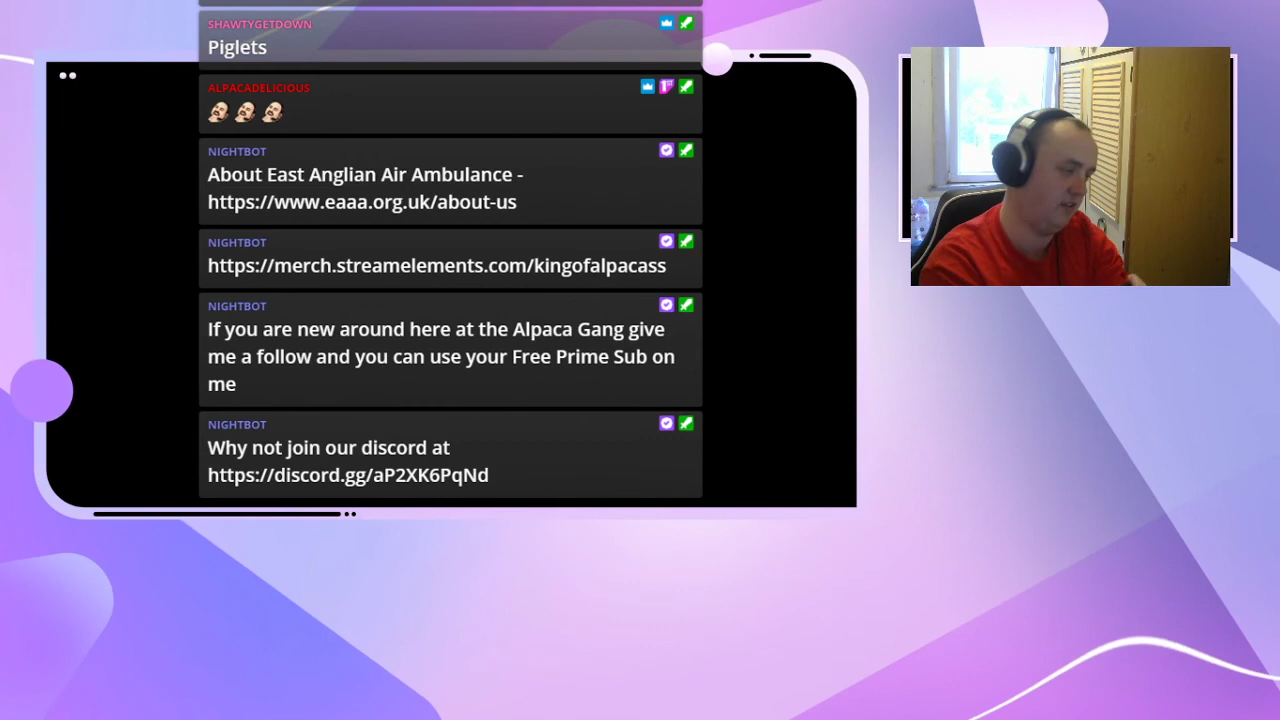 SHAWTYGETDOWN
Piglets
ALPACADELICIOUS
NIGHTBOT
About East Anglian Air Ambulance -
https://www.eaaa.org.uk/about-us
NIGHTBOT
https://merch.streamelements.com/kingofalpacass
NIGHTBOT
If you are new around here at the Alpaca Gang give
me a follow and you can use your Free Prime Sub on
me
NIGHTBOT
Why not join our discord at
https://discord.gg/aP2XK6PqNd